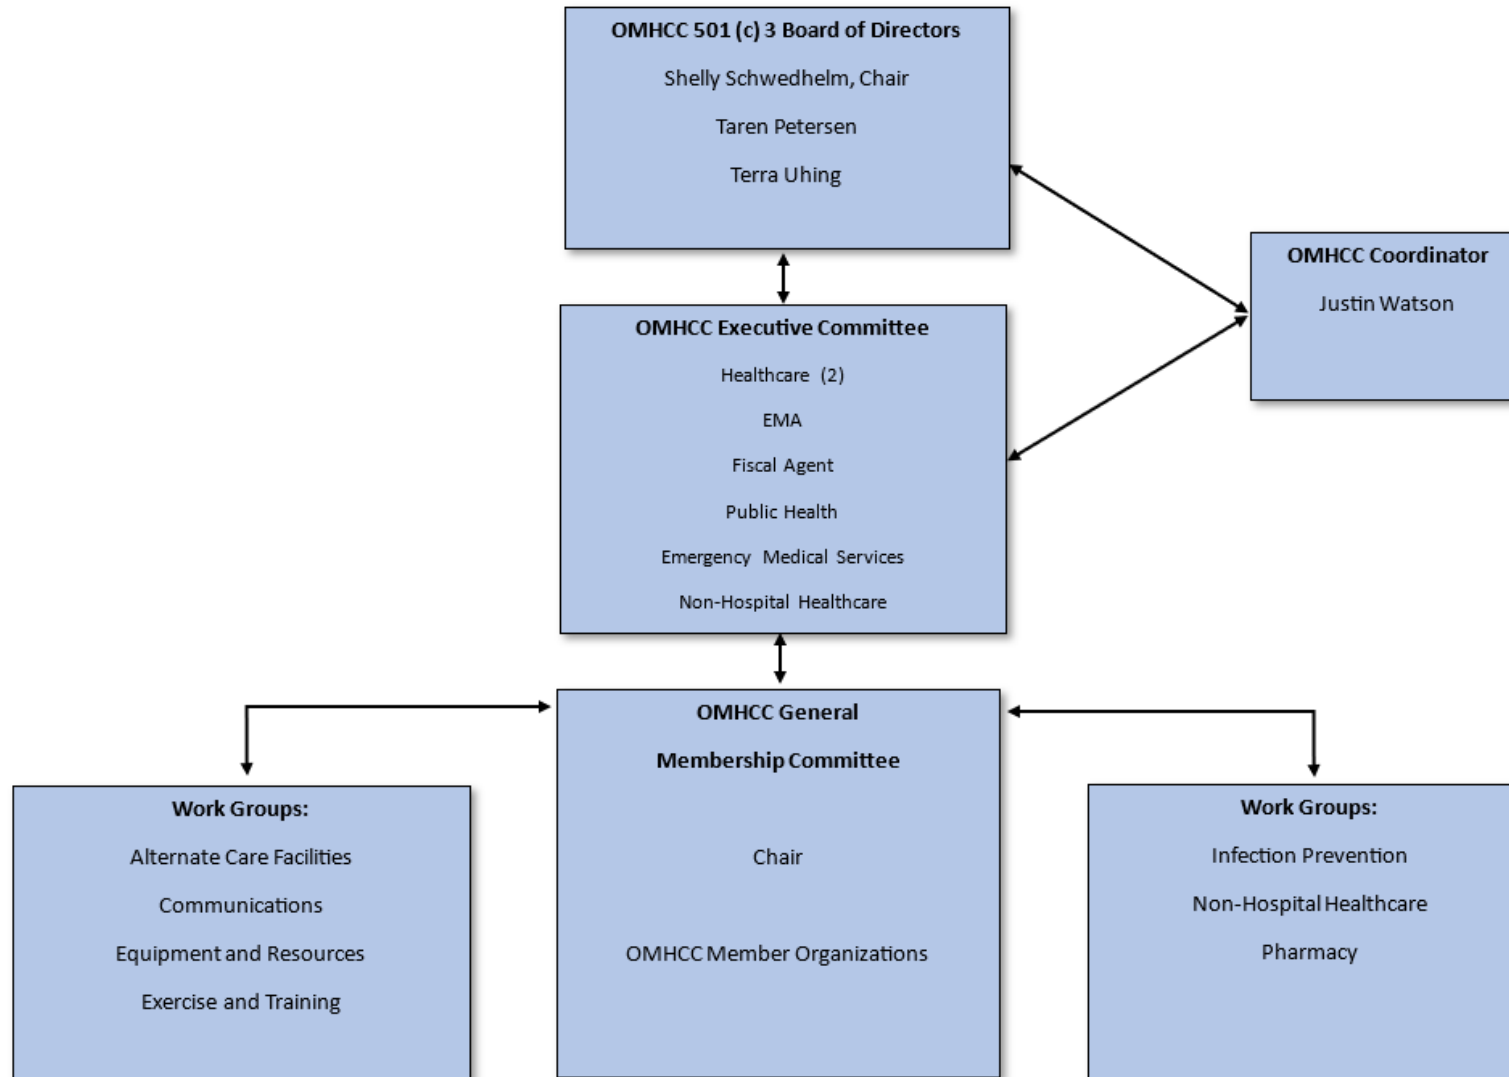 OMHCC 501 (c) 3 Board of Directors
Shelly Schwedhelm, Chair
Taren Petersen
Terra Uhing
OMHCC Coordinator
Justin Watson
OMHCC Executive Committee
Healthcare (2)
EMA
Fiscal Agent
Public Health
Emergency Medical Services
Non-Hospital Healthcare
OMHCC General
Membership Committee
Chair
OMHCC Member Organizations
Work Groups:
Alternate Care Facilities
Communications
Equipment and Resources
Exercise and Training
Work Groups:
Infection Prevention
Non-Hospital Healthcare
Pharmacy